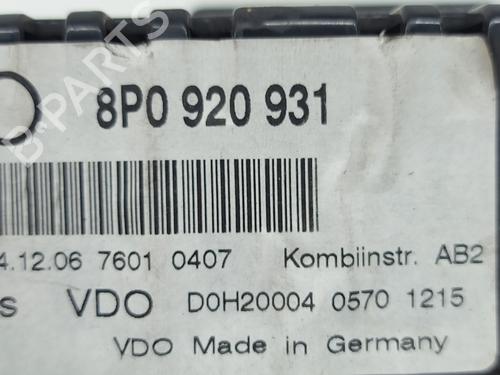 8P0 920 931
4.12.06 7601 0407 Kombiinstr. AB2
s VDO D0H20004 0570 1215
VDO Made in Germany
B-PARTS